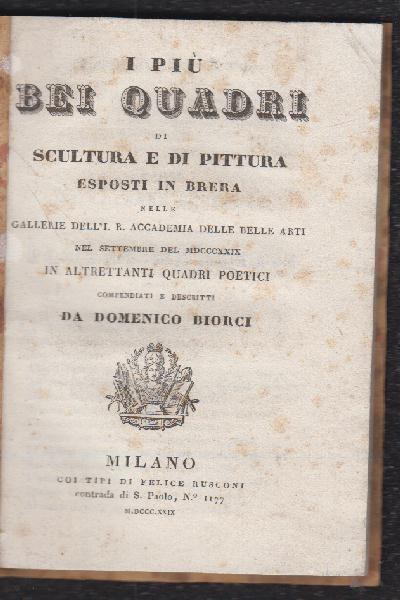 I PIÙ
BEI QUADRI
DI
SCULTURA E DI PITTURA
ESPOSTI IN BRERA
NELLE
GALLERIE DELL'I. R. ACCADEMIA DELLE BELLE ARTI
NEL SETTEMBRE DEL MDCCCXXIX
IN ALTRETTANTI QUADRI POETICI
COMPENDIATI E DESCRITTI
DA DOMENICO BIORCI
MILANO
COI TIPI DI FELICE RUSCONI
contrada di S. Paolo, N.º 1177
M.DCCC.XXIX